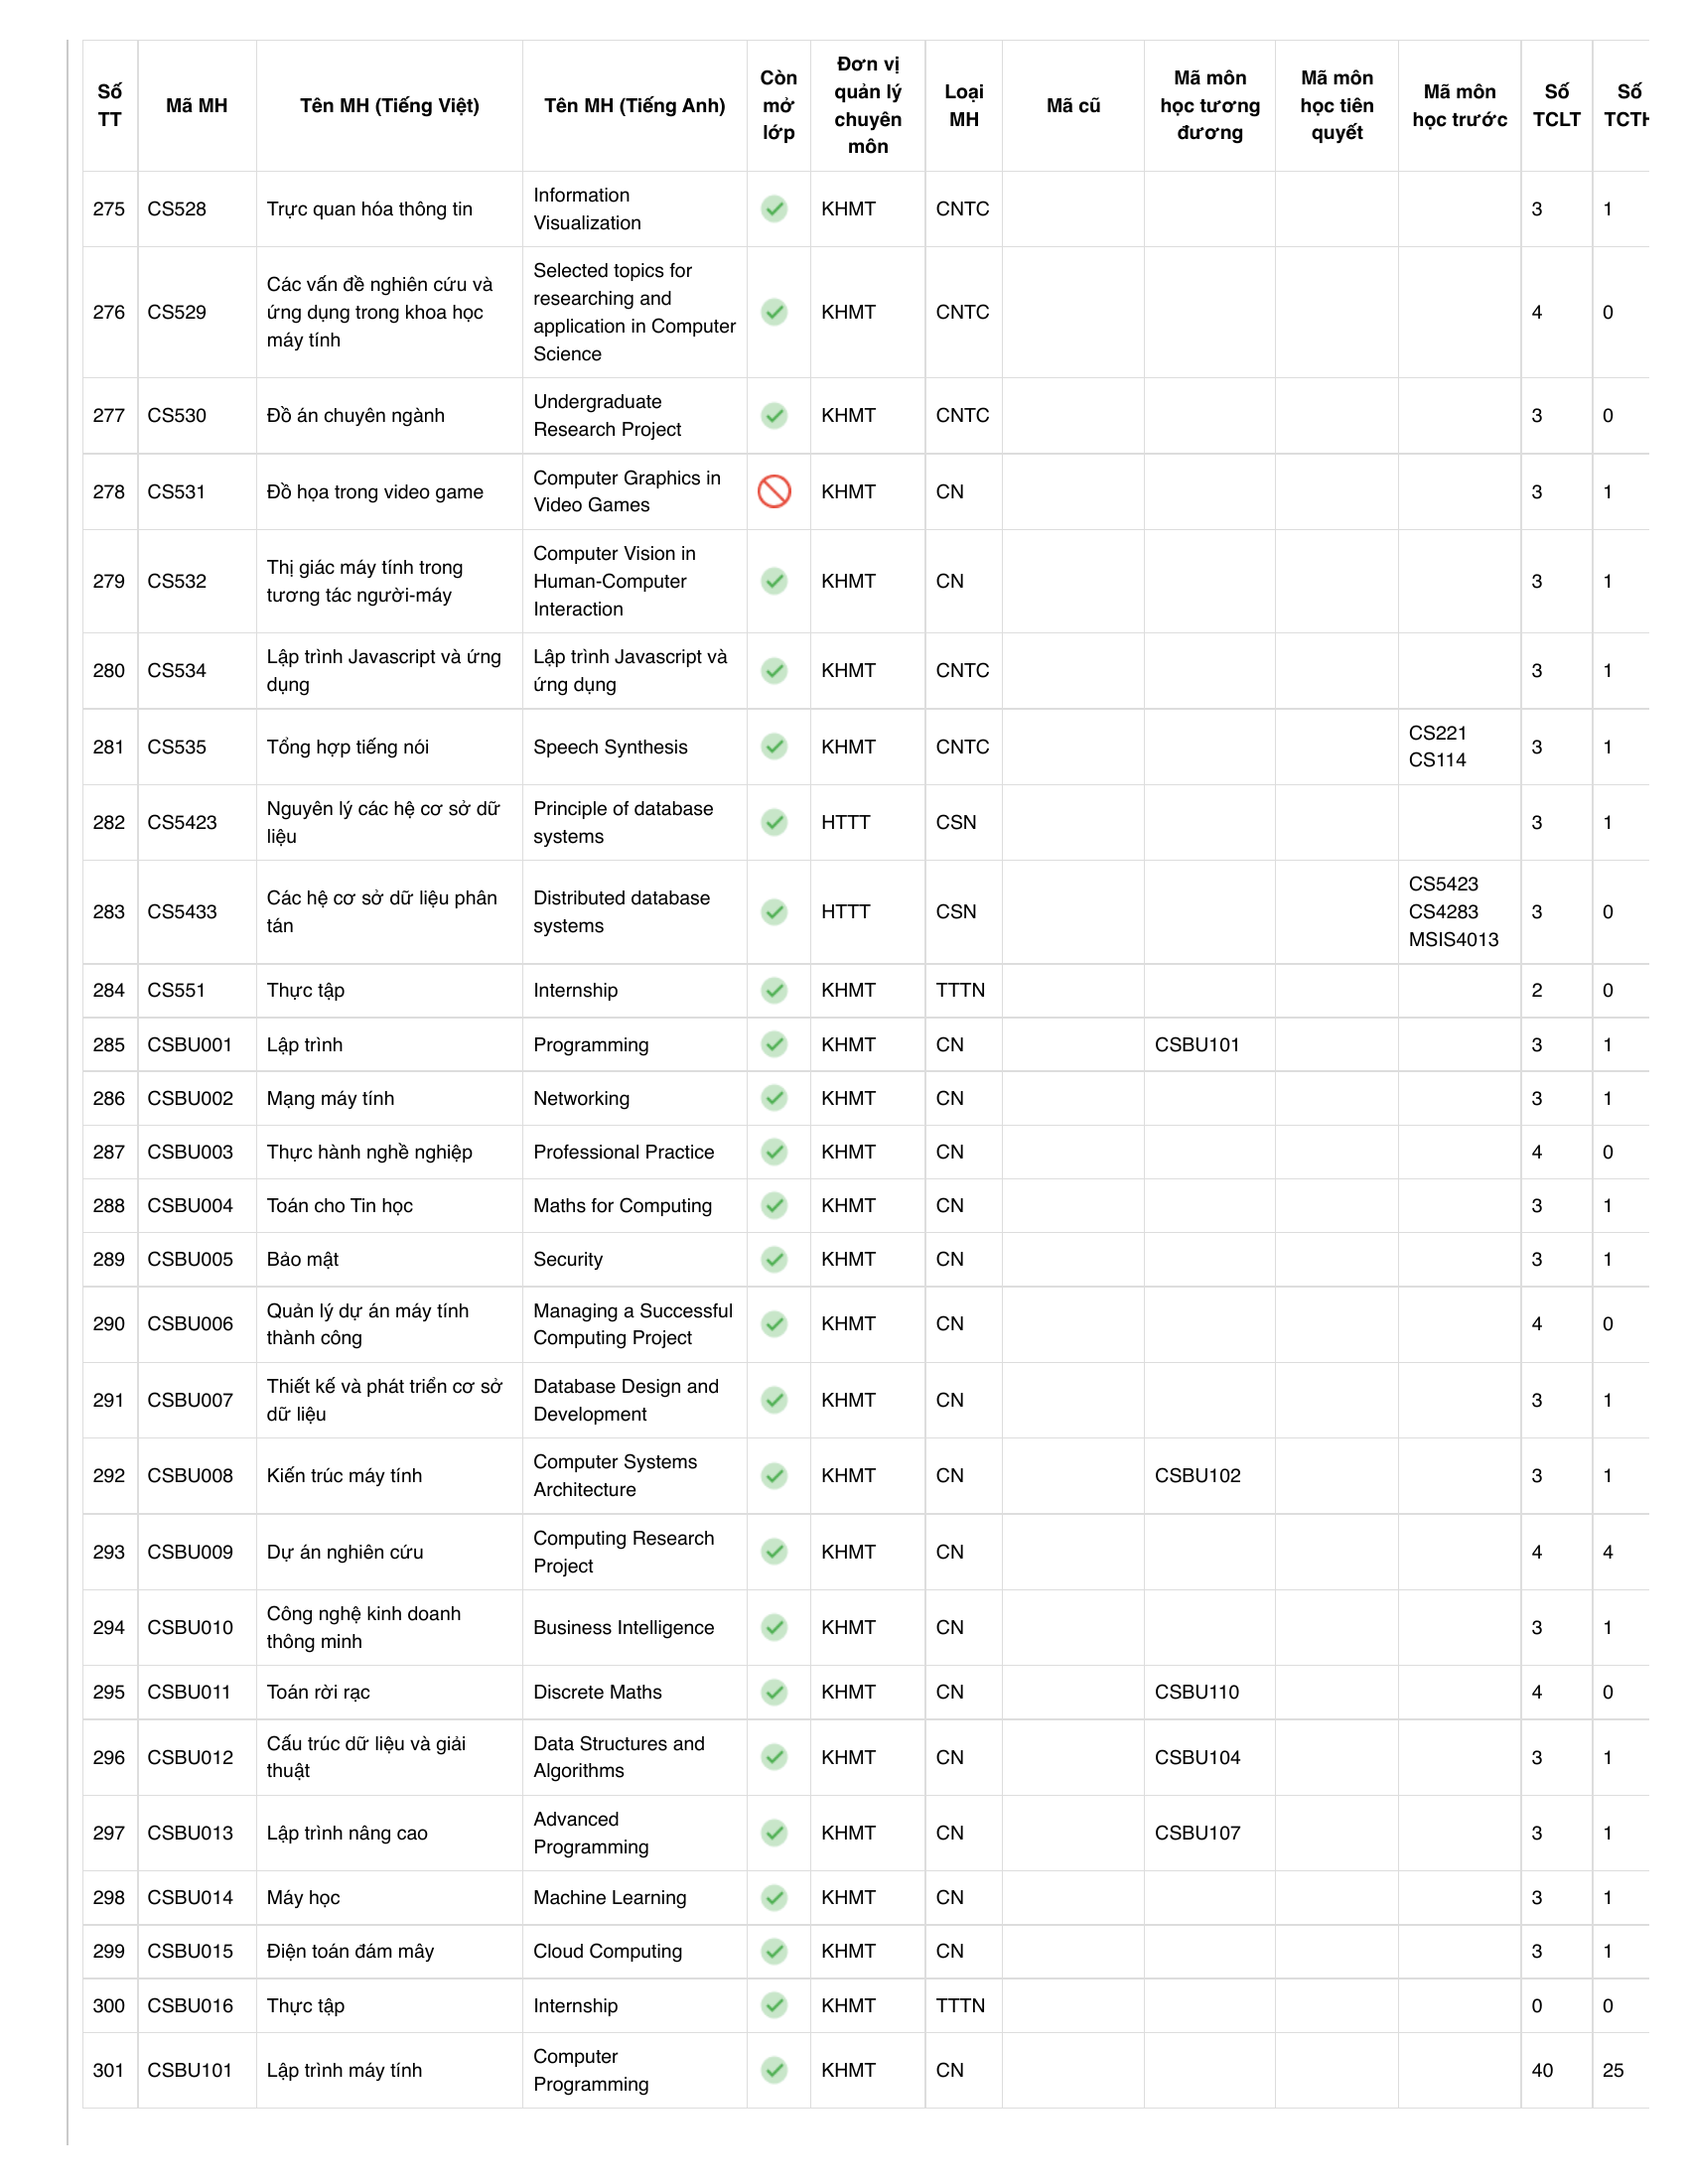 Số TT | Mã MH | Tên MH (Tiếng Việt) | Tên MH (Tiếng Anh) | Còn mở lớp | Đơn vị quản lý chuyên môn | Loại MH | Mã cũ | Mã môn học tương đương | Mã môn học tiên quyết | Mã môn học trước | Số TCLT | Số TCTH
275 | CS528 | Trực quan hóa thông tin | Information Visualization | KHMT | CNTC | 3 | 1
276 | CS529 | Các vấn đề nghiên cứu và ứng dụng trong khoa học máy tính | Selected topics for researching and application in Computer Science | KHMT | CNTC | 4 | 0
277 | CS530 | Đồ án chuyên ngành | Undergraduate Research Project | KHMT | CNTC | 3 | 0
278 | CS531 | Đồ họa trong video game | Computer Graphics in Video Games | KHMT | CN | 3 | 1
279 | CS532 | Thị giác máy tính trong tương tác người-máy | Computer Vision in Human-Computer Interaction | KHMT | CN | 3 | 1
280 | CS534 | Lập trình Javascript và ứng dụng | Lập trình Javascript và ứng dụng | KHMT | CNTC | 3 | 1
281 | CS535 | Tổng hợp tiếng nói | Speech Synthesis | KHMT | CNTC | CS221 CS114 | 3 | 1
282 | CS5423 | Nguyên lý các hệ cơ sở dữ liệu | Principle of database systems | HTTT | CSN | 3 | 1
283 | CS5433 | Các hệ cơ sở dữ liệu phân tán | Distributed database systems | HTTT | CSN | CS5423 CS4283 MSIS4013 | 3 | 0
284 | CS551 | Thực tập | Internship | KHMT | TTTN | 2 | 0
285 | CSBU001 | Lập trình | Programming | KHMT | CN | CSBU101 | 3 | 1
286 | CSBU002 | Mạng máy tính | Networking | KHMT | CN | 3 | 1
287 | CSBU003 | Thực hành nghề nghiệp | Professional Practice | KHMT | CN | 4 | 0
288 | CSBU004 | Toán cho Tin học | Maths for Computing | KHMT | CN | 3 | 1
289 | CSBU005 | Bảo mật | Security | KHMT | CN | 3 | 1
290 | CSBU006 | Quản lý dự án máy tính thành công | Managing a Successful Computing Project | KHMT | CN | 4 | 0
291 | CSBU007 | Thiết kế và phát triển cơ sở dữ liệu | Database Design and Development | KHMT | CN | 3 | 1
292 | CSBU008 | Kiến trúc máy tính | Computer Systems Architecture | KHMT | CN | CSBU102 | 3 | 1
293 | CSBU009 | Dự án nghiên cứu | Computing Research Project | KHMT | CN | 4 | 4
294 | CSBU010 | Công nghệ kinh doanh thông minh | Business Intelligence | KHMT | CN | 3 | 1
295 | CSBU011 | Toán rời rạc | Discrete Maths | KHMT | CN | CSBU110 | 4 | 0
296 | CSBU012 | Cấu trúc dữ liệu và giải thuật | Data Structures and Algorithms | KHMT | CN | CSBU104 | 3 | 1
297 | CSBU013 | Lập trình nâng cao | Advanced Programming | KHMT | CN | CSBU107 | 3 | 1
298 | CSBU014 | Máy học | Machine Learning | KHMT | CN | 3 | 1
299 | CSBU015 | Điện toán đám mây | Cloud Computing | KHMT | CN | 3 | 1
300 | CSBU016 | Thực tập | Internship | KHMT | TTTN | 0 | 0
301 | CSBU101 | Lập trình máy tính | Computer Programming | KHMT | CN | 40 | 25